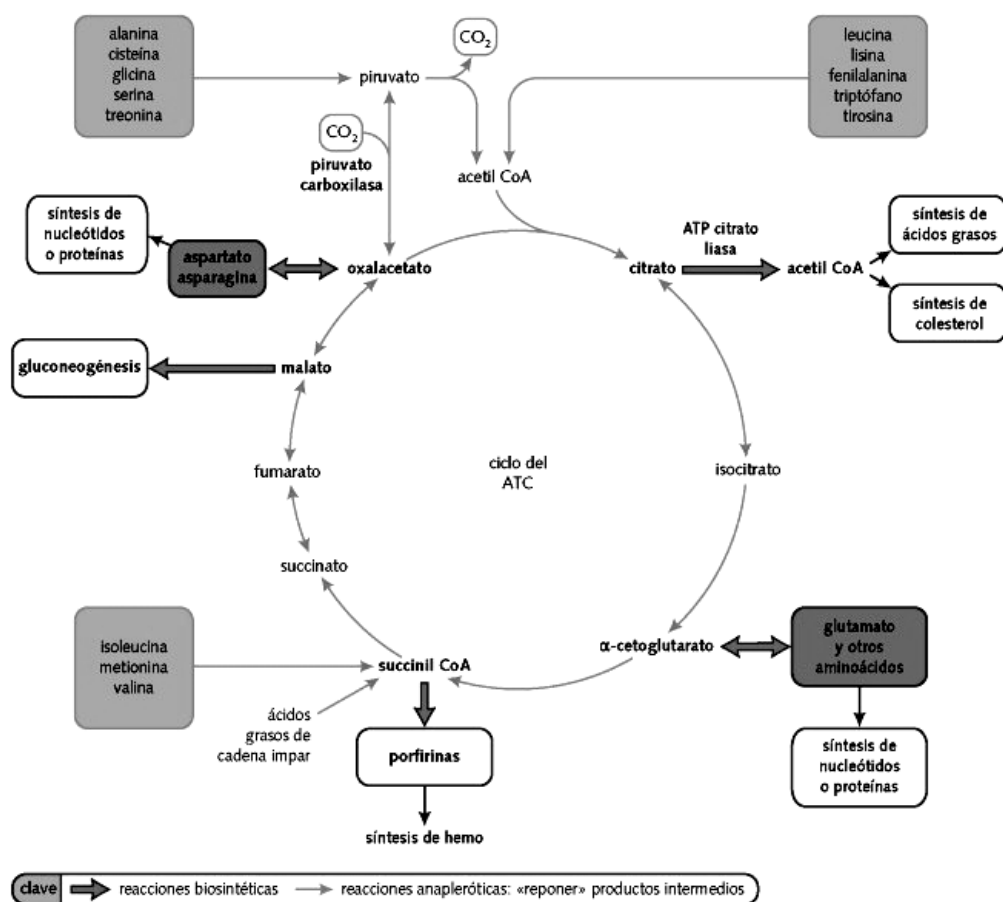 alanina
cisteína
glicina
serina
treonina
piruvato
CO₂
leucina
lisina
fenilalanina
triptófano
tirosina
CO₂
piruvato
carboxilasa
acetil CoA
síntesis de
nucleótidos
o proteínas
aspartato
asparagina
oxalacetato
citrato
ATP citrato
liasa
acetil CoA
síntesis de
ácidos grasos
síntesis de
colesterol
gluconeogénesis
malato
fumarato
ciclo del
ATC
isocitrato
succinato
isoleucina
metionina
valina
succinil CoA
α-cetoglutarato
glutamato
y otros
aminoácidos
ácidos
grasos de
cadena impar
porfirinas
síntesis de
nucleótidos
o proteínas
síntesis de hemo
clave
reacciones biosintéticas
reacciones anapleróticas: «reponer» productos intermedios